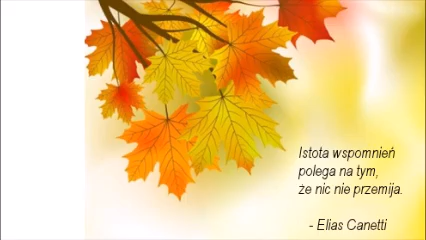 Istota wspomnień
polega na tym,
że nic nie przemija.
- Elias Canetti